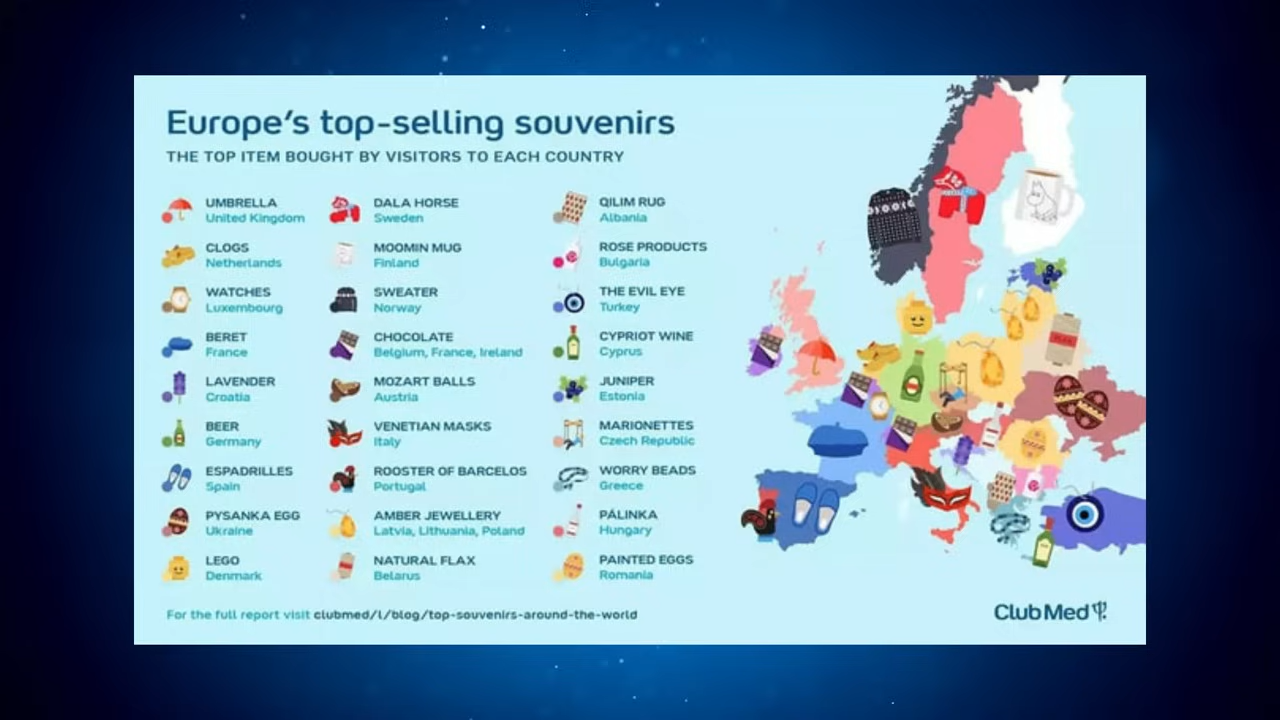 Europe's top-selling souvenirs
THE TOP ITEM BOUGHT BY VISITORS TO EACH COUNTRY
UMBRELLA
United Kingdom
CLOGS
Netherlands
WATCHES
Luxembourg
BERET
France
LAVENDER
Croatia
BEER
Germany
ESPADRILLES
Spain
PYSANKA EGG
Ukraine
LEGO
Denmark
DALA HORSE
Sweden
MOOMIN MUG
Finland
SWEATER
Norway
CHOCOLATE
Belgium, France, Ireland
MOZART BALLS
Austria
VENETIAN MASKS
Italy
ROOSTER OF BARCELOS
Portugal
AMBER JEWELLERY
Latvia, Lithuania, Poland
NATURAL FLAX
Belarus
QILIM RUG
Albania
ROSE PRODUCTS
Bulgaria
THE EVIL EYE
Turkey
CYPRIOT WINE
Cyprus
JUNIPER
Estonia
MARIONETTES
Czech Republic
WORRY BEADS
Greece
PÁLINKA
Hungary
PAINTED EGGS
Romania
For the full report visit clubmed/l/blog/top-souvenirs-around-the-world
Club Med